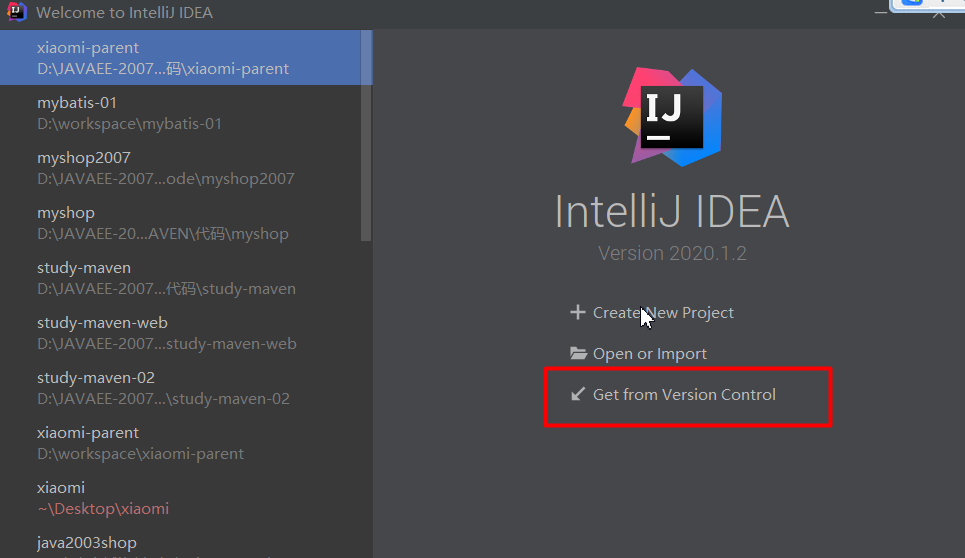 Welcome to IntelliJ IDEA
xiaomi-parent
D:\JAVAEE-2007...码\xiaomi-parent
mybatis-01
D:\workspace\mybatis-01
myshop2007
D:\JAVAEE-2007...ode\myshop2007
myshop
D:\JAVAEE-20...AVEN\代码\myshop
study-maven
D:\JAVAEE-2007...代码\study-maven
study-maven-web
D:\JAVAEE-2007...study-maven-web
study-maven-02
D:\JAVAEE-2007...\study-maven-02
xiaomi-parent
D:\workspace\xiaomi-parent
xiaomi
~\Desktop\xiaomi
java2003shop
IJ
IntelliJ IDEA
Version 2020.1.2
Create New Project
Open or Import
Get from Version Control